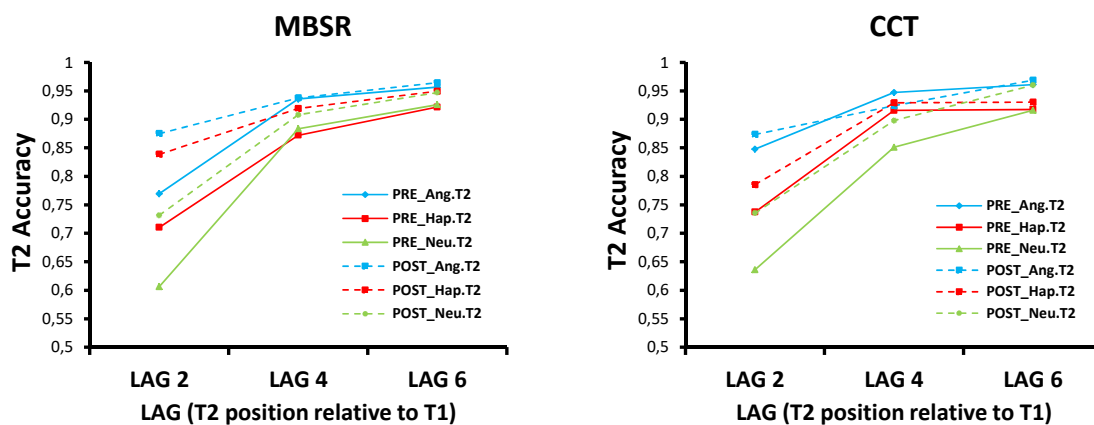 MBSR
T2 Accuracy
1
0,95
0,9
0,85
0,8
0,75
0,7
0,65
0,6
0,55
0,5
PRE_Ang.T2
PRE_Hap.T2
PRE_Neu.T2
POST_Ang.T2
POST_Hap.T2
POST_Neu.T2
LAG 2 LAG 4 LAG 6
LAG (T2 position relative to T1)
CCT
T2 Accuracy
1
0,95
0,9
0,85
0,8
0,75
0,7
0,65
0,6
0,55
0,5
PRE_Ang.T2
PRE_Hap.T2
PRE_Neu.T2
POST_Ang.T2
POST_Hap.T2
POST_Neu.T2
LAG 2 LAG 4 LAG 6
LAG (T2 position relative to T1)